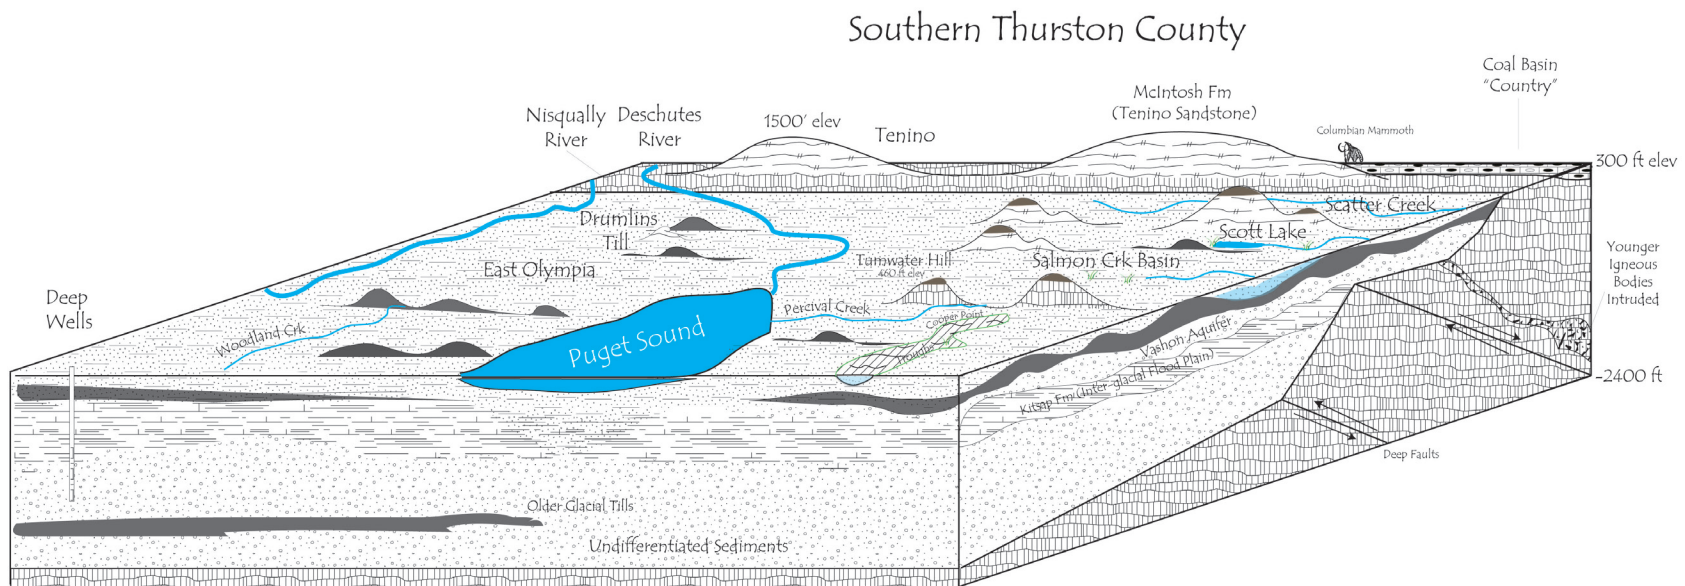 Southern Thurston County
Coal Basin
"Country"
McIntosh Fm
(Tenino Sandstone)
Nisqually
River
Deschutes
River
1500' elev
Tenino
Columbian Mammoth
300 ft elev
Drumlins
Till
Scatter Creek
Scott Lake
East Olympia
Tumwater Hill
460 ft elev
Salmon Crk Basin
Younger
Igneous
Bodies
Intruded
Deep
Wells
Woodland Crk
Puget Sound
Percival Creek
Cooper Point
Troughs
Vashon Aquifer
Kitsap Fm (Inter-glacial Flood Plain)
-2400 ft
Deep Faults
Older Glacial Tills
Undifferentiated Sediments